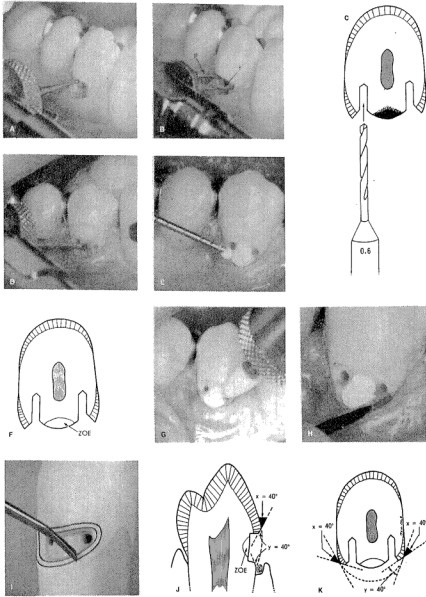 A
B
C
0.6
D
E
F
ZOE
G
H
I
x = 40°
y = 40°
ZOE
J
x = 40°
x = 40°
y = 40°
K